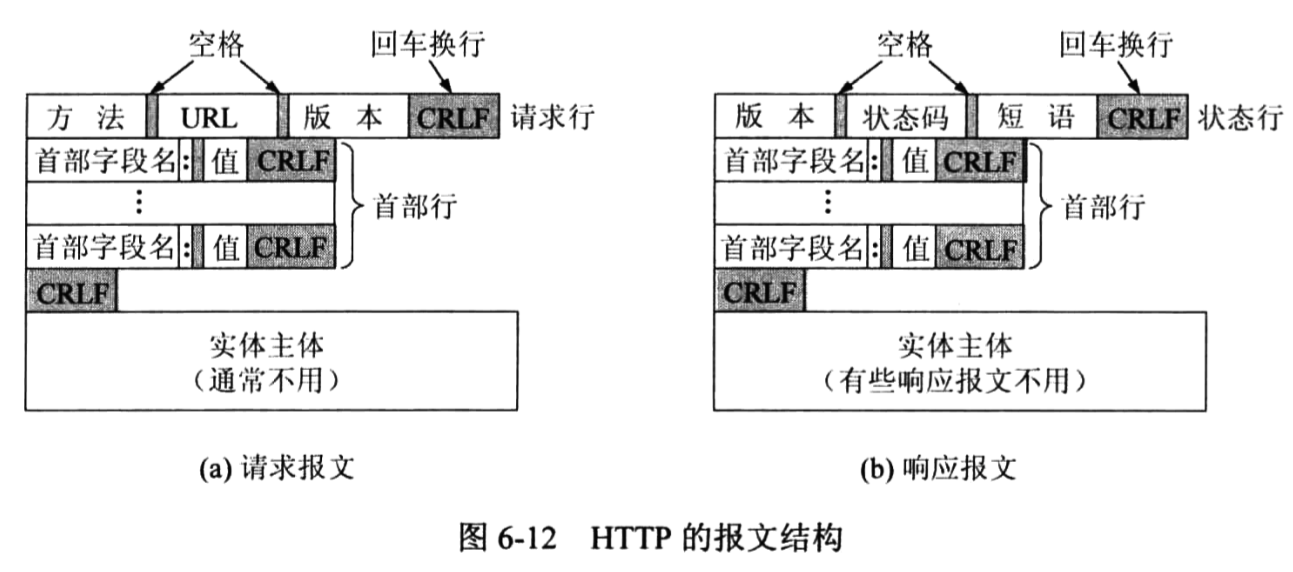 空格 回车换行
方 法 URL 版 本 CRLF 请求行
首部字段名: 值 CRLF
⋮ 首部行
首部字段名: 值 CRLF
CRLF
实体主体
（通常不用）
(a) 请求报文
空格 回车换行
版 本 状态码 短 语 CRLF 状态行
首部字段名: 值 CRLF
⋮ 首部行
首部字段名: 值 CRLF
CRLF
实体主体
（有些响应报文不用）
(b) 响应报文
图 6-12 HTTP 的报文结构